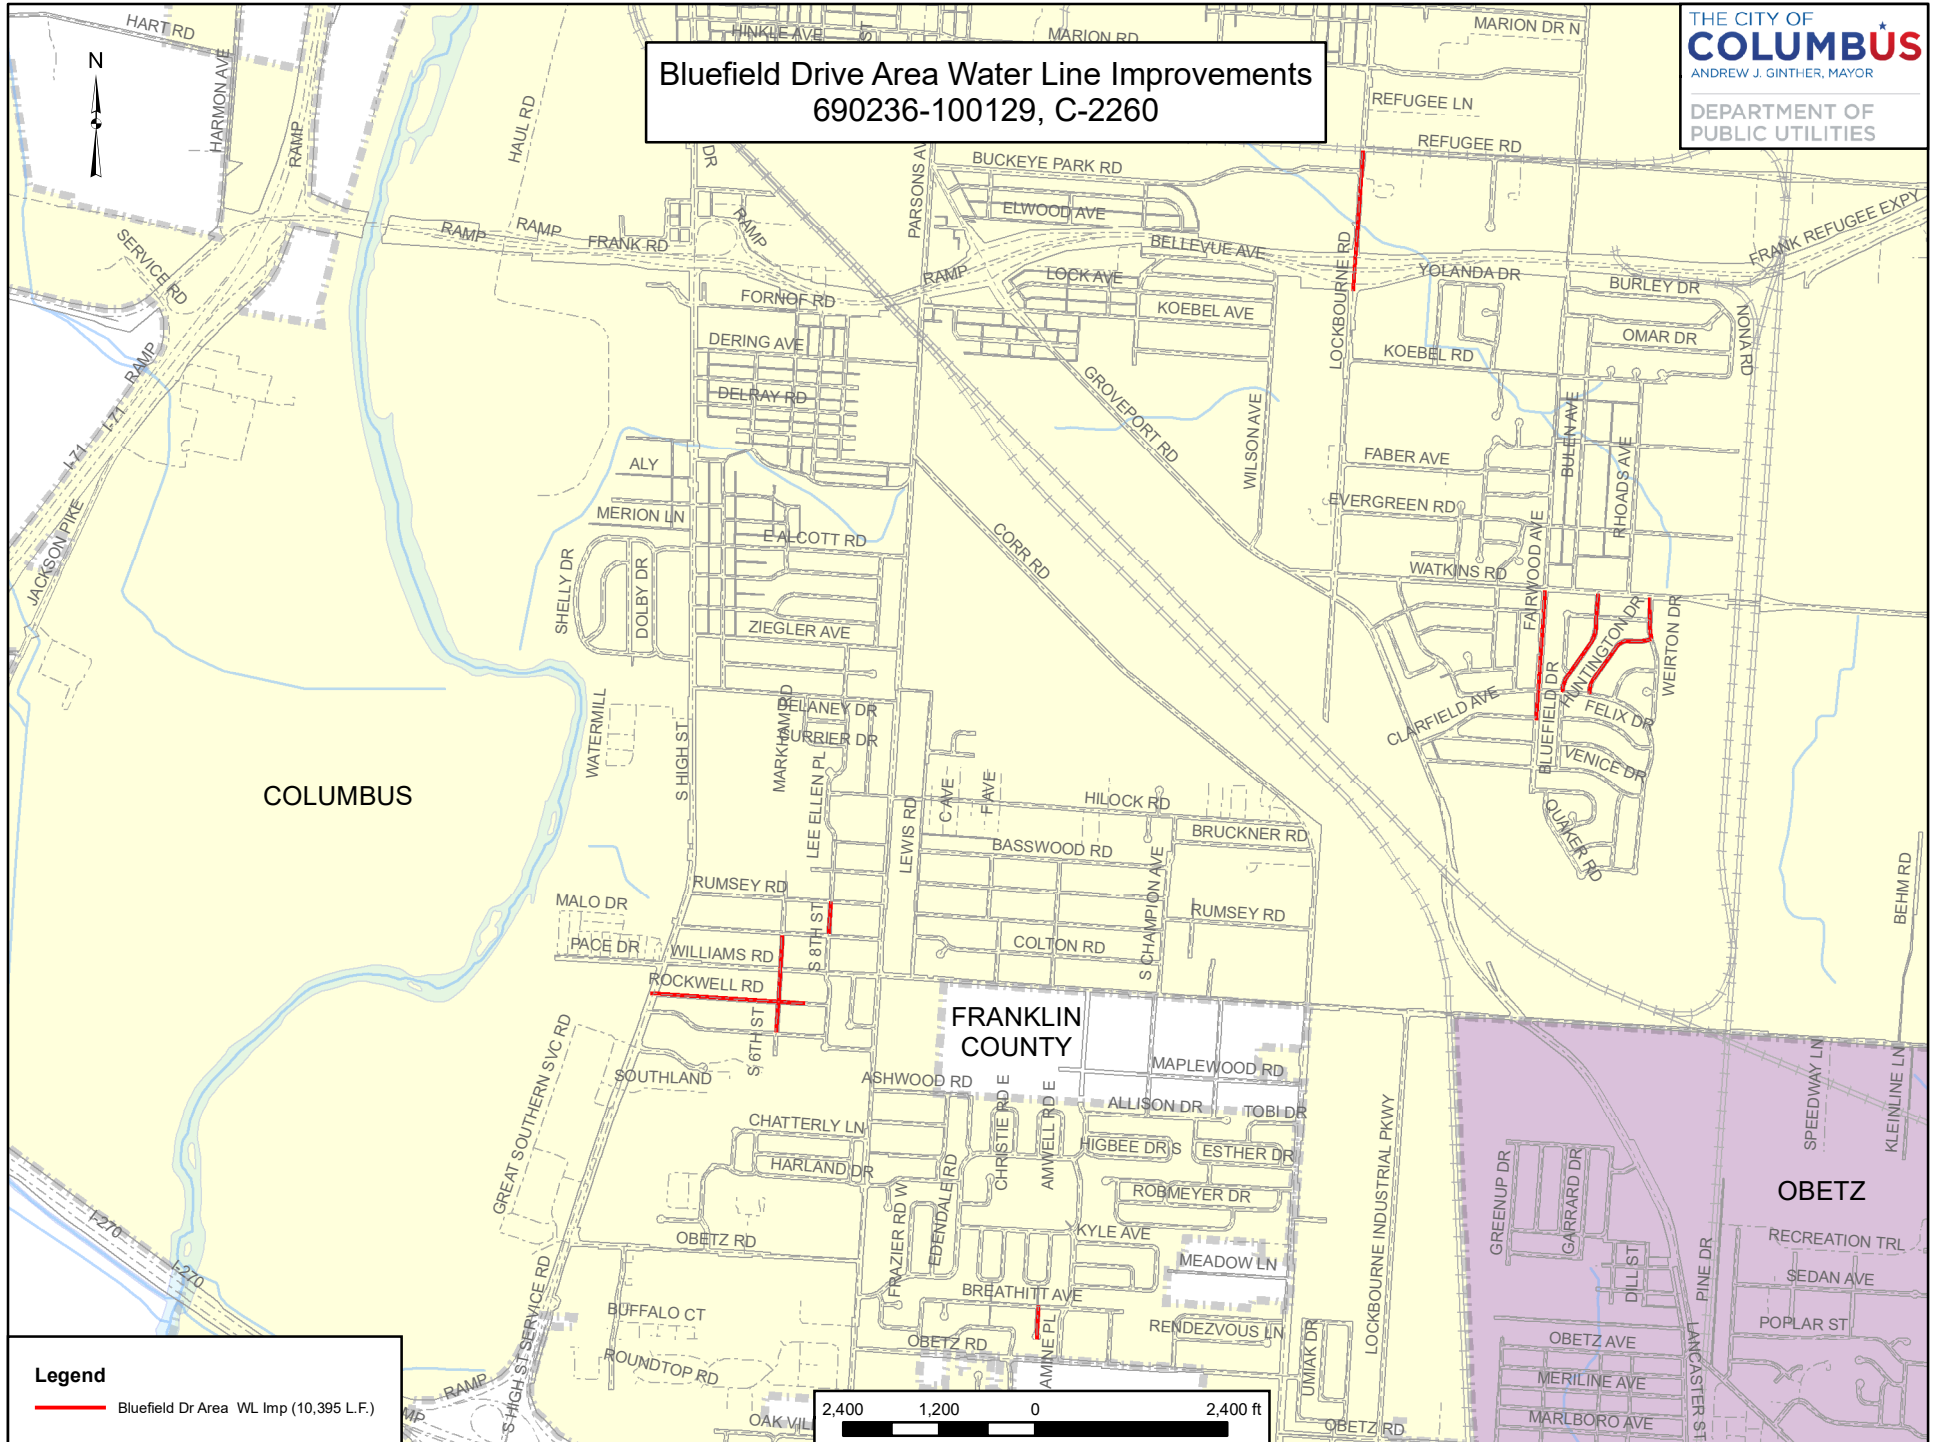 HART RD
HINKLE AVE
ST
MARION RD
MARION DR N
THE CITY OF
COLUMBUS
ANDREW J. GINTHER, MAYOR
DEPARTMENT OF
PUBLIC UTILITIES
N
Bluefield Drive Area Water Line Improvements
690236-100129, C-2260
HARMON AVE
RAMP
HAUL RD
DR
PARSONS AV
REFUGEE LN
REFUGEE RD
BUCKEYE PARK RD
ELWOOD AVE
SERVICE RD
RAMP
RAMP
FRANK RD
RAMP
BELLEVUE AVE
LOCKBOURNE RD
FRANK REFUGEE EXPY
RAMP
LOCK AVE
YOLANDA DR
BURLEY DR
FORNOF RD
KOEBEL AVE
OMAR DR
NONA RD
DERING AVE
KOEBEL RD
RAMP
GROVEPORT RD
DELRAY RD
I-71
I-71
WILSON AVE
BULEN AVE
RHOADS AVE
ALY
FABER AVE
MERION LN
EVERGREEN RD
JACKSON PIKE
E ALCOTT RD
CORR RD
FAIRWOOD AVE
WATKINS RD
SHELLY DR
DOLBY DR
ZIEGLER AVE
HUNTINGTON DR
WEIRTON DR
WATERMILL
S HIGH ST
MARKHAM RD
DELANEY DR
CURRIER DR
CLARFIELD AVE
BLUEFIELD DR
FELIX DR
VENICE DR
COLUMBUS
LEE ELLEN PL
LEWIS RD
C AVE
F AVE
HILOCK RD
BRUCKNER RD
QUAKER RD
BASSWOOD RD
RUMSEY RD
S CHAMPION AVE
BEHM RD
MALO DR
RUMSEY RD
S 8TH ST
PACE DR
WILLIAMS RD
COLTON RD
ROCKWELL RD
FRANKLIN
COUNTY
S 6TH ST
GREAT SOUTHERN SVC RD
SOUTHLAND
ASHWOOD RD
MAPLEWOOD RD
SPEEDWAY LN
KLEINLINE LN
CHRISTIE RD E
AMWELL RD E
ALLISON DR
TOBI DR
CHATTERLY LN
HIGBEE DR S
ESTHER DR
LOCKBOURNE INDUSTRIAL PKWY
HARLAND DR
EDENDALE RD
FRAZIER RD W
ROBMEYER DR
GREENUP DR
GARRARD DR
OBETZ
I-270
I-270
OBETZ RD
KYLE AVE
RECREATION TRL
MEADOW LN
DILL ST
PINE DR
SEDAN AVE
BREATHITT AVE
S HIGH ST SERVICE RD
BUFFALO CT
RENDEZVOUS LN
OBETZ RD
AMINE PL
UMIAK DR
OBETZ AVE
LANCASTER ST
POPLAR ST
ROUNDTOP RD
MERILINE AVE
RAMP
MP
OAK VIL
OBETZ RD
MARLBORO AVE
Legend
Bluefield Dr Area WL Imp (10,395 L.F.)
2,400 1,200 0 2,400 ft